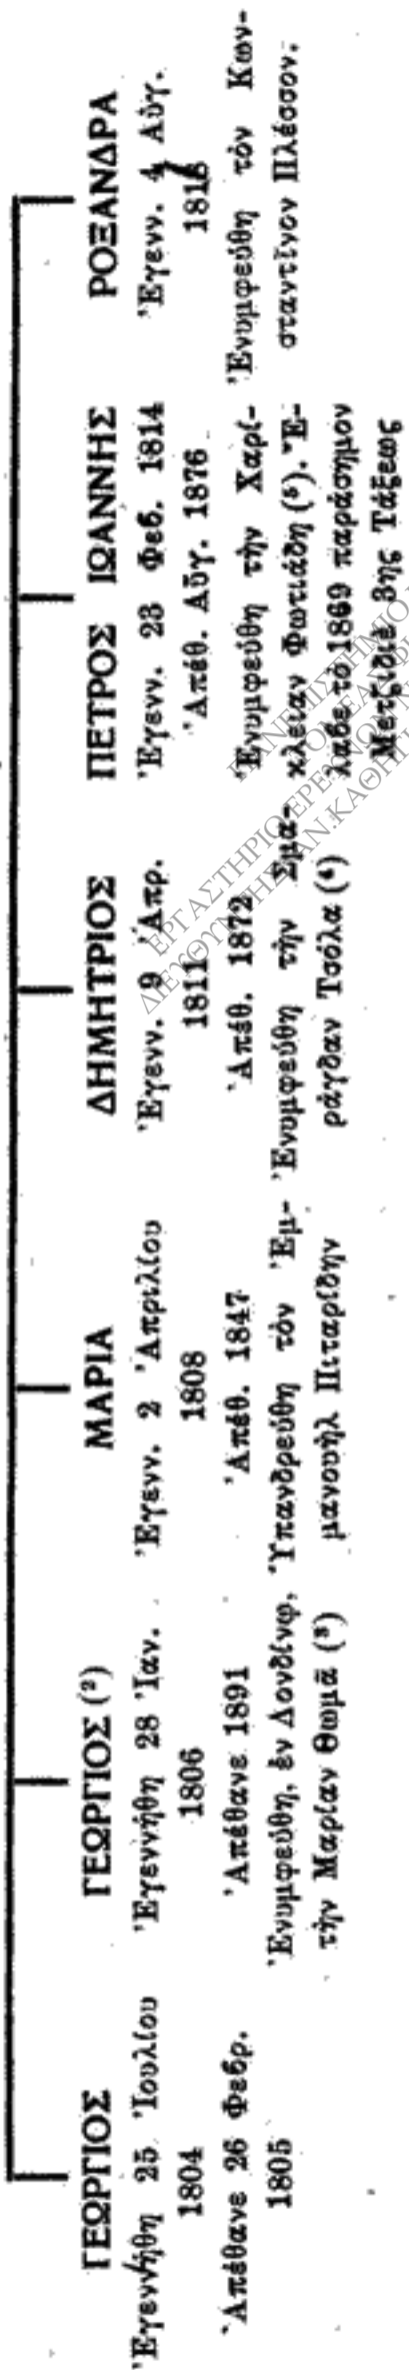 ΓΕΩΡΓΙΟΣ
Ἐγεννήθη 25 Ἰουλίου
1804
Ἀπέθανε 26 Φεβρ.
1805
ΓΕΩΡΓΙΟΣ (²)
Ἐγεννήθη 28 Ἰαν.
1806
Ἀπέθανε 1891
Ἐνυμφεύθη, ἐν Λονδίνῳ,
τὴν Μαρίαν Θωμᾶ (³)
ΜΑΡΙΑ
Ἐγενν. 2 Ἀπριλίου
1808
Ἀπέθ. 1847
Ὑπανδρεύθη τὸν Ἐμ-
μανουὴλ Πιταρίδην
ΔΗΜΗΤΡΙΟΣ
Ἐγενν. 9 Ἀπρ.
1811
Ἀπέθ. 1872
Ἐνυμφεύθη τὴν Σμα-
ράγδαν Τσόλα (⁴)
ΠΕΤΡΟΣ ΙΩΑΝΝΗΣ
Ἐγενν. 23 Φεβ. 1814
Ἀπέθ. Αὔγ. 1876
Ἐνυμφεύθη τὴν Χαρί-
κλειαν Φωτιάδη (⁵). Ἔ-
λαβε τὸ 1869 παράσημον
Μετζιδιὲ 3ης Τάξεως
ΡΟΞΑΝΔΡΑ
Ἐγενν. 4 Αὐγ.
Ἐνυμφεύθη τὸν Κων-
σταντῖνον Πλέσσον.